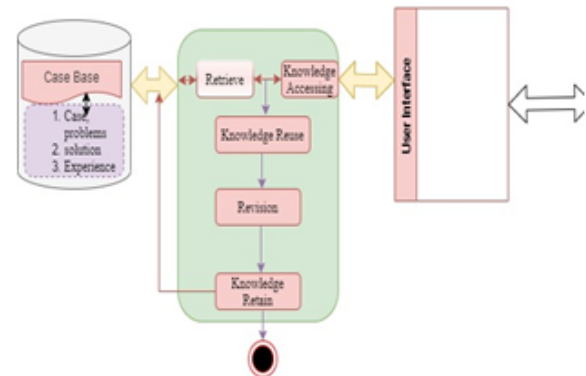 Case Base
1. Case,
problems
2. solution
3. Experience
Retrieve
Knowledge
Accessing
Knowledge Reuse
Revision
Knowledge
Retain
User Interface